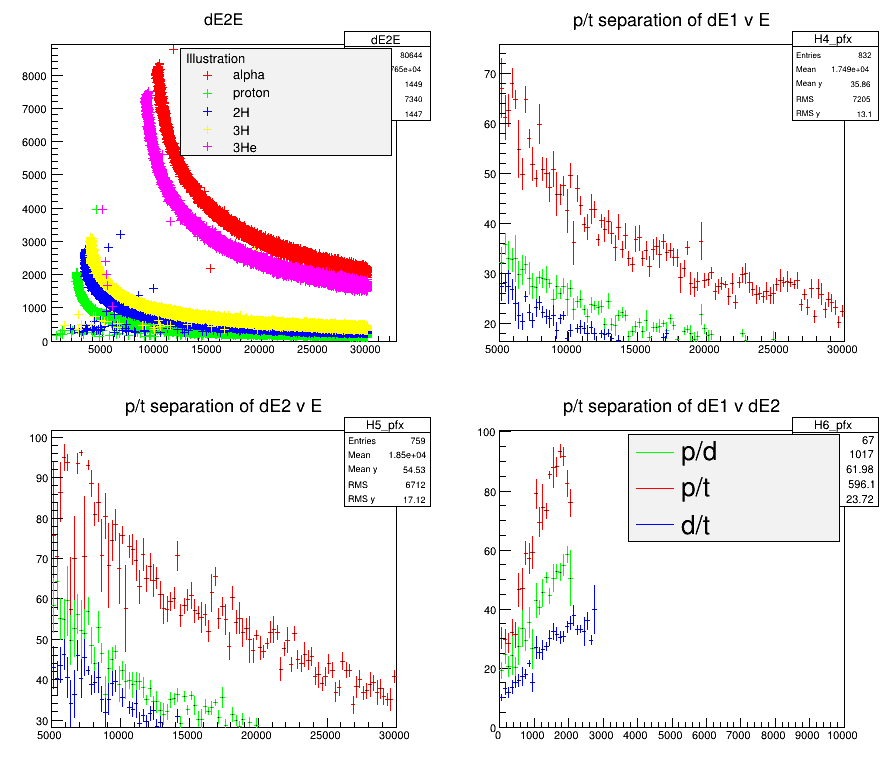 dE2E
dE2E
80644
765e+04
1449
7340
1447
Illustration
alpha
proton
2H
3H
3He
8000
7000
6000
5000
4000
3000
2000
1000
0
5000 10000 15000 20000 25000 30000
p/t separation of dE1 v E
H4_pfx
Entries 832
Mean 1.749e+04
Mean y 35.86
RMS 7205
RMS y 13.1
70
60
50
40
30
20
5000 10000 15000 20000 25000 30000
p/t separation of dE2 v E
H5_pfx
Entries 759
Mean 1.85e+04
Mean y 54.53
RMS 6712
RMS y 17.12
100
90
80
70
60
50
40
30
5000 10000 15000 20000 25000 30000
p/t separation of dE1 v dE2
H6_pfx
67
1017
61.98
596.1
23.72
p/d
p/t
d/t
100
80
60
40
20
0
0 1000 2000 3000 4000 5000 6000 7000 8000 9000 10000